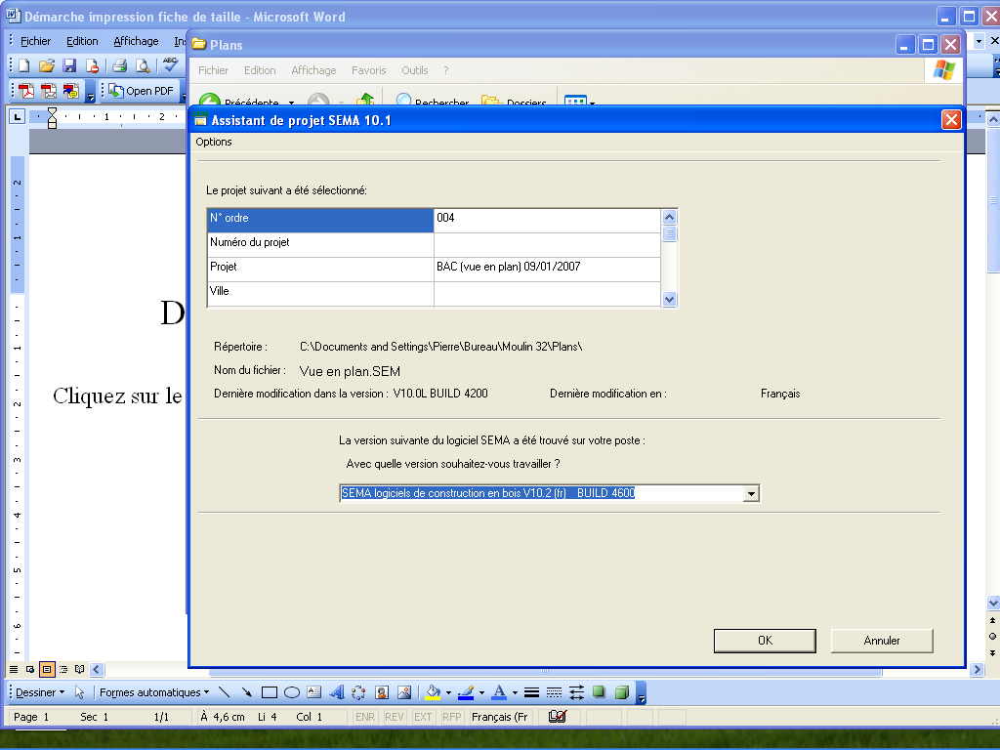 Démarche impression fiche de taille - Microsoft Word
Fichier Edition Affichage
Plans
Fichier Edition Affichage Favoris Outils ?
Open PDF
Précédente Rechercher Dossiers
1 2
Assistant de projet SEMA 10.1
Options
Le projet suivant a été sélectionné:
N° ordre 004
Numéro du projet
Projet BAC (vue en plan) 09/01/2007
Ville
D
Répertoire : C:\Documents and Settings\Pierre\Bureau\Moulin 32\Plans\
Nom du fichier : Vue en plan.SEM
Cliquez sur le
Dernière modification dans la version : V10.0L BUILD 4200 Dernière modification en : Français
La version suivante du logiciel SEMA a été trouvé sur votre poste :
Avec quelle version souhaitez-vous travailler ?
SEMA logiciels de construction en bois V10.2 (fr) BUILD 4600
OK Annuler
Dessiner Formes automatiques
Page 1 Sec 1 1/1 À 4,6 cm Li 4 Col 1 ENR REV EXT RFP Français (Fr